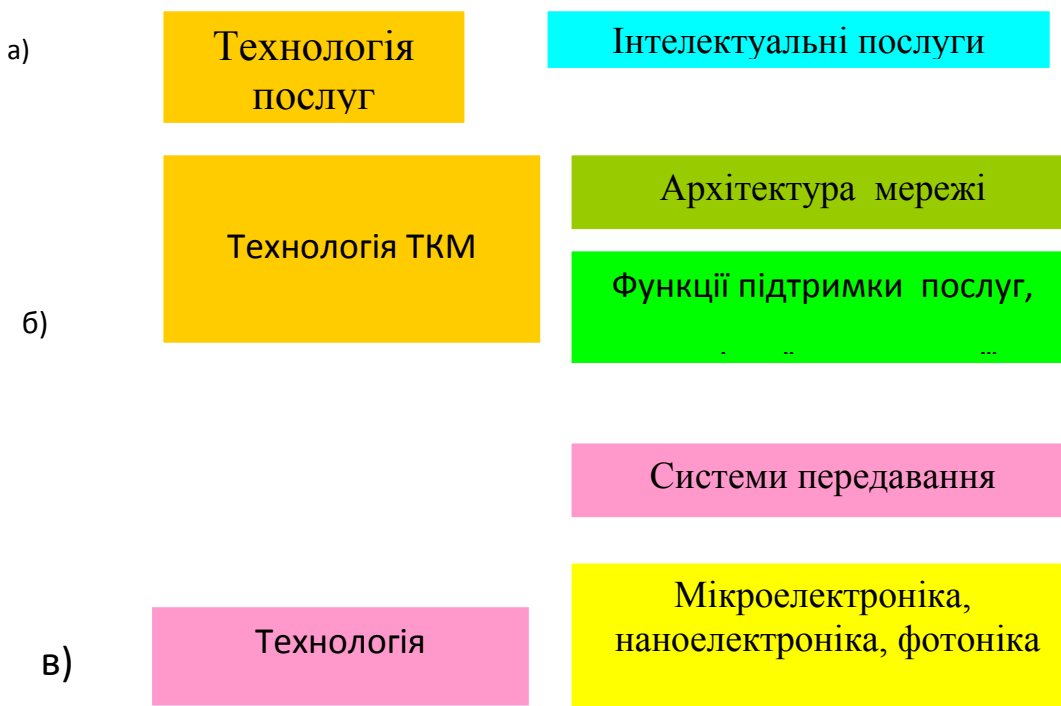 а)
Технологія
послуг
Інтелектуальні послуги
б)
Технологія ТКМ
Архітектура мережі
Функції підтримки послуг,
Системи передавання
в)
Технологія
Мікроелектроніка,
наноелектроніка, фотоніка